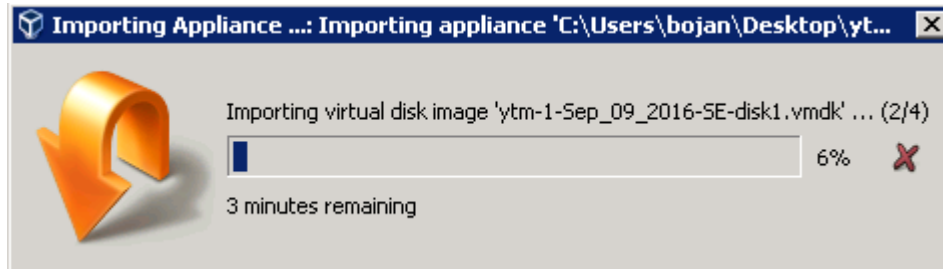 Importing Appliance ...: Importing appliance 'C:\Users\bojan\Desktop\yt...
Importing virtual disk image 'ytm-1-Sep_09_2016-SE-disk1.vmdk' ... (2/4)
6%
3 minutes remaining